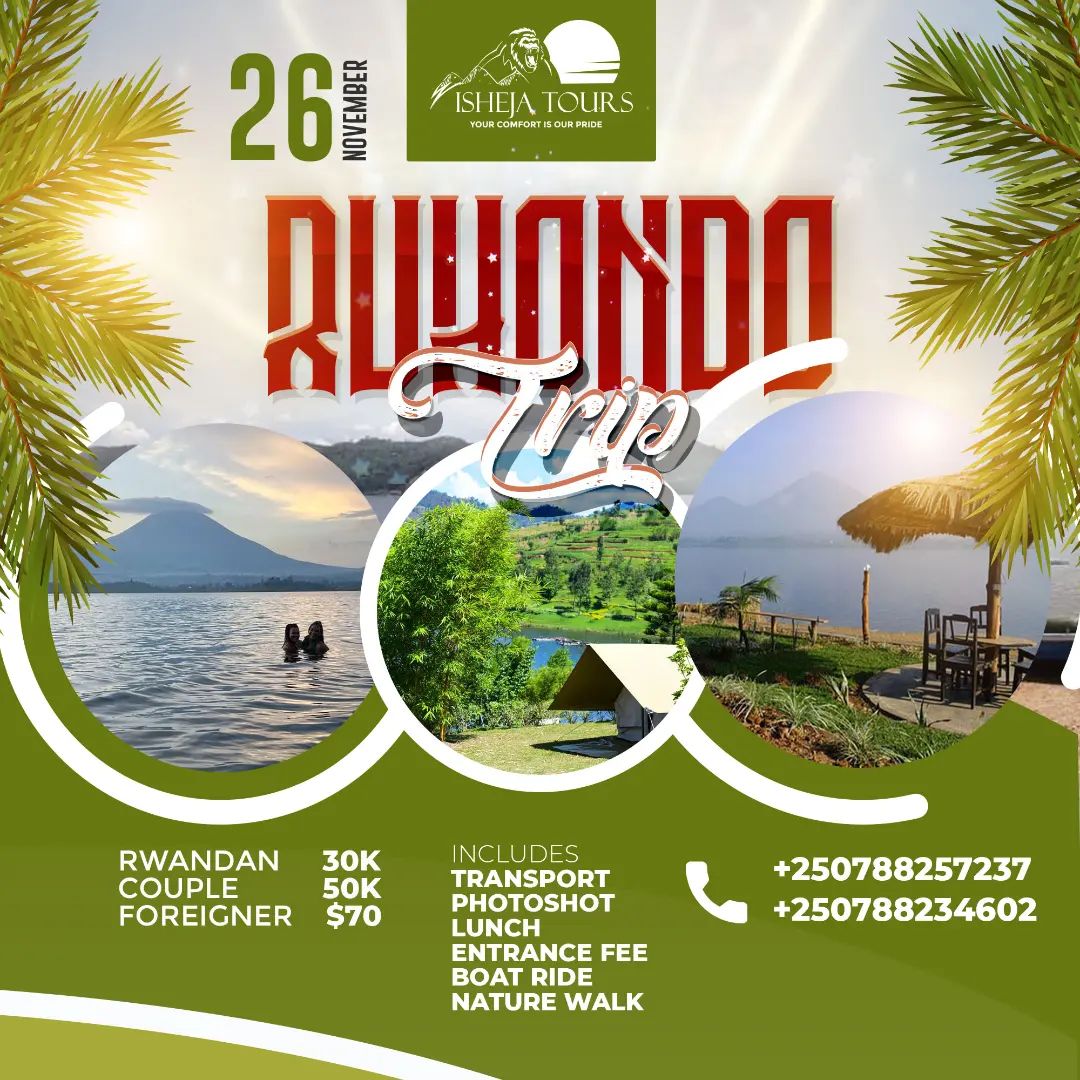 26
NOVEMBER
ISHEJA TOURS
YOUR COMFORT IS OUR PRIDE
RUHONDO
Trip
RWANDAN 30K
COUPLE 50K
FOREIGNER $70
INCLUDES
TRANSPORT
PHOTOSHOT
LUNCH
ENTRANCE FEE
BOAT RIDE
NATURE WALK
+250788257237
+250788234602